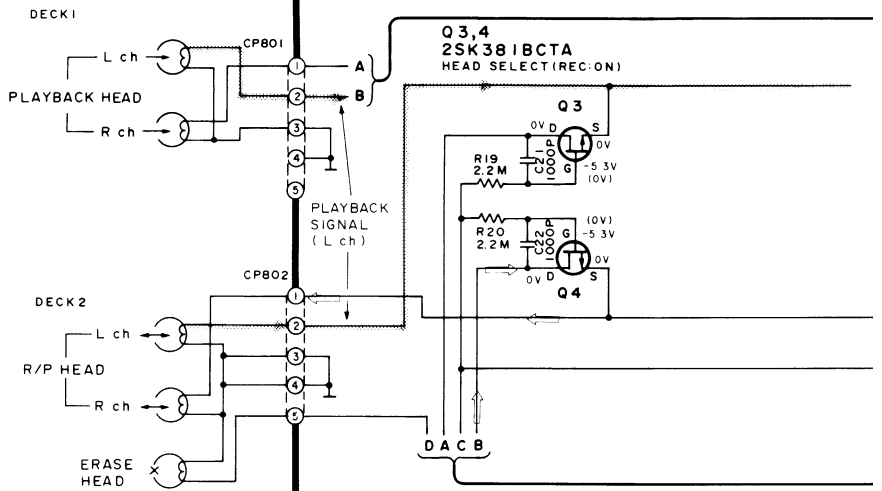 DECK1
CP801
L ch
PLAYBACK HEAD
R ch
1
2
3
4
5
A
B
Q3,4
2SK381BCTA
HEAD SELECT(REC:ON)
Q3
0V D
S
0V
G
-5.3V
(0V)
R19
2.2M
C21
1000P
R20
2.2M
C22
1000P
(0V)
-5.3V
G
0V
0V D
S
Q4
PLAYBACK
SIGNAL
(L ch)
CP802
DECK2
L ch
R/P HEAD
R ch
1
2
3
4
5
ERASE
HEAD
D A C B